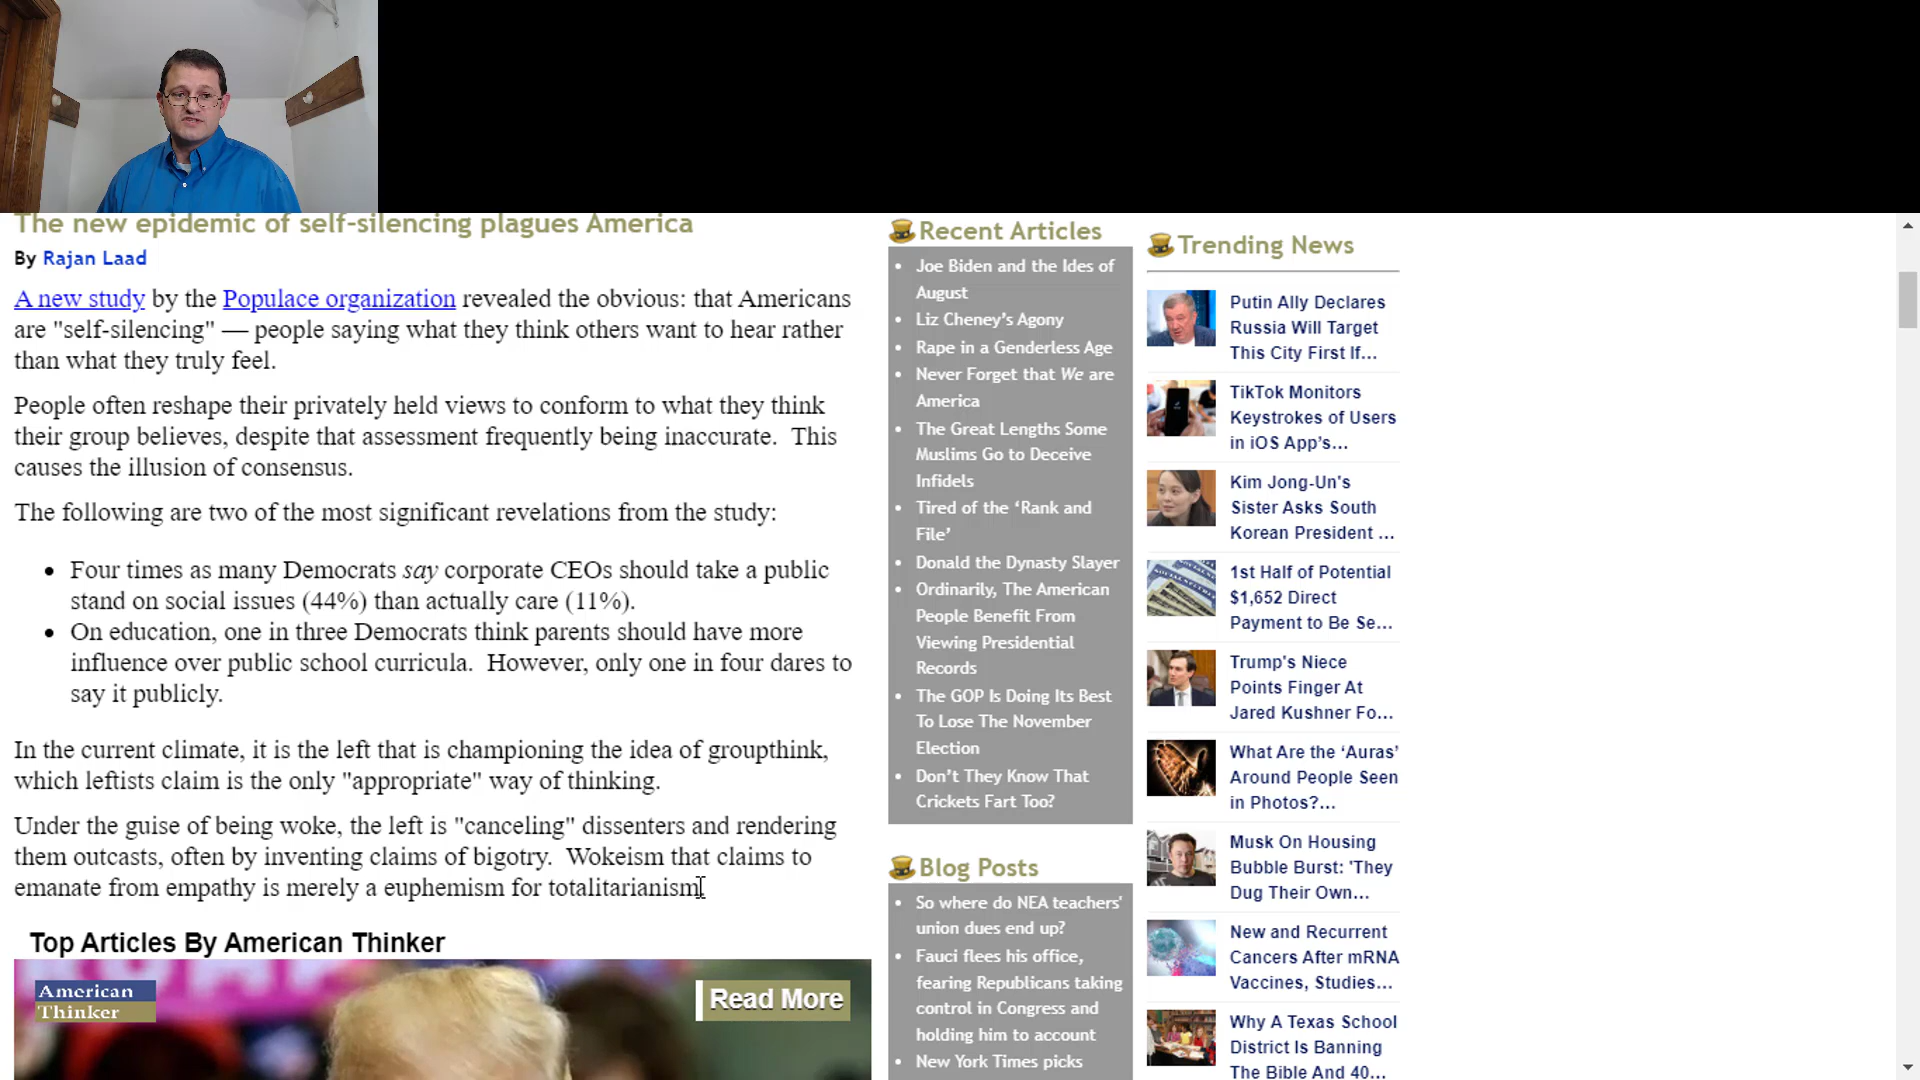 The new epidemic of self-silencing plagues America
By Rajan Laad
A new study by the Populace organization revealed the obvious: that Americans
are "self-silencing" — people saying what they think others want to hear rather
than what they truly feel.
People often reshape their privately held views to conform to what they think
their group believes, despite that assessment frequently being inaccurate.  This
causes the illusion of consensus.
The following are two of the most significant revelations from the study:
• Four times as many Democrats say corporate CEOs should take a public
stand on social issues (44%) than actually care (11%).
• On education, one in three Democrats think parents should have more
influence over public school curricula.  However, only one in four dares to
say it publicly.
In the current climate, it is the left that is championing the idea of groupthink,
which leftists claim is the only "appropriate" way of thinking.
Under the guise of being woke, the left is "canceling" dissenters and rendering
them outcasts, often by inventing claims of bigotry.  Wokeism that claims to
emanate from empathy is merely a euphemism for totalitarianism.
Top Articles By American Thinker
American
Thinker
Read More
Recent Articles
• Joe Biden and the Ides of
August
• Liz Cheney’s Agony
• Rape in a Genderless Age
• Never Forget that We are
America
• The Great Lengths Some
Muslims Go to Deceive
Infidels
• Tired of the ‘Rank and
File’
• Donald the Dynasty Slayer
• Ordinarily, The American
People Benefit From
Viewing Presidential
Records
• The GOP Is Doing Its Best
To Lose The November
Election
• Don’t They Know That
Crickets Fart Too?
Blog Posts
• So where do NEA teachers'
union dues end up?
• Fauci flees his office,
fearing Republicans taking
control in Congress and
holding him to account
• New York Times picks
Trending News
Putin Ally Declares
Russia Will Target
This City First If...
TikTok Monitors
Keystrokes of Users
in iOS App’s...
Kim Jong-Un's
Sister Asks South
Korean President ...
1st Half of Potential
$1,652 Direct
Payment to Be Se...
Trump's Niece
Points Finger At
Jared Kushner Fo...
What Are the ‘Auras’
Around People Seen
in Photos?...
Musk On Housing
Bubble Burst: 'They
Dug Their Own...
New and Recurrent
Cancers After mRNA
Vaccines, Studies...
Why A Texas School
District Is Banning
The Bible And 40...